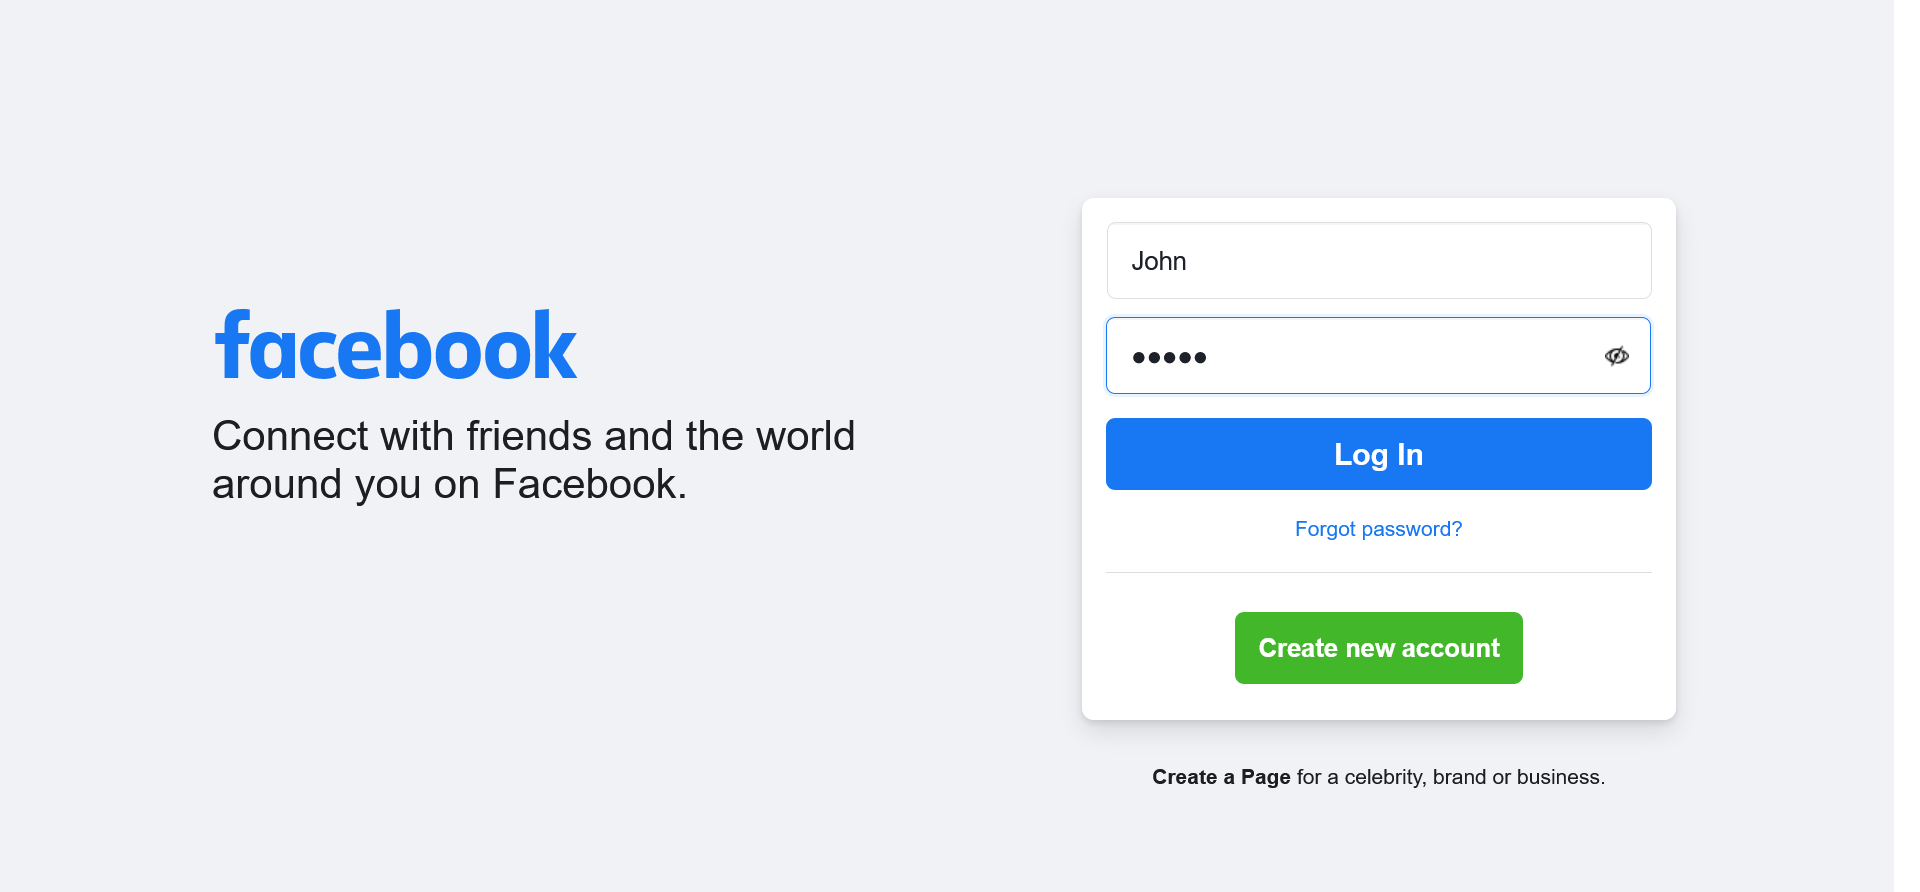 facebook
Connect with friends and the world
around you on Facebook.
John
●●●●●
Log In
Forgot password?
Create new account
Create a Page for a celebrity, brand or business.